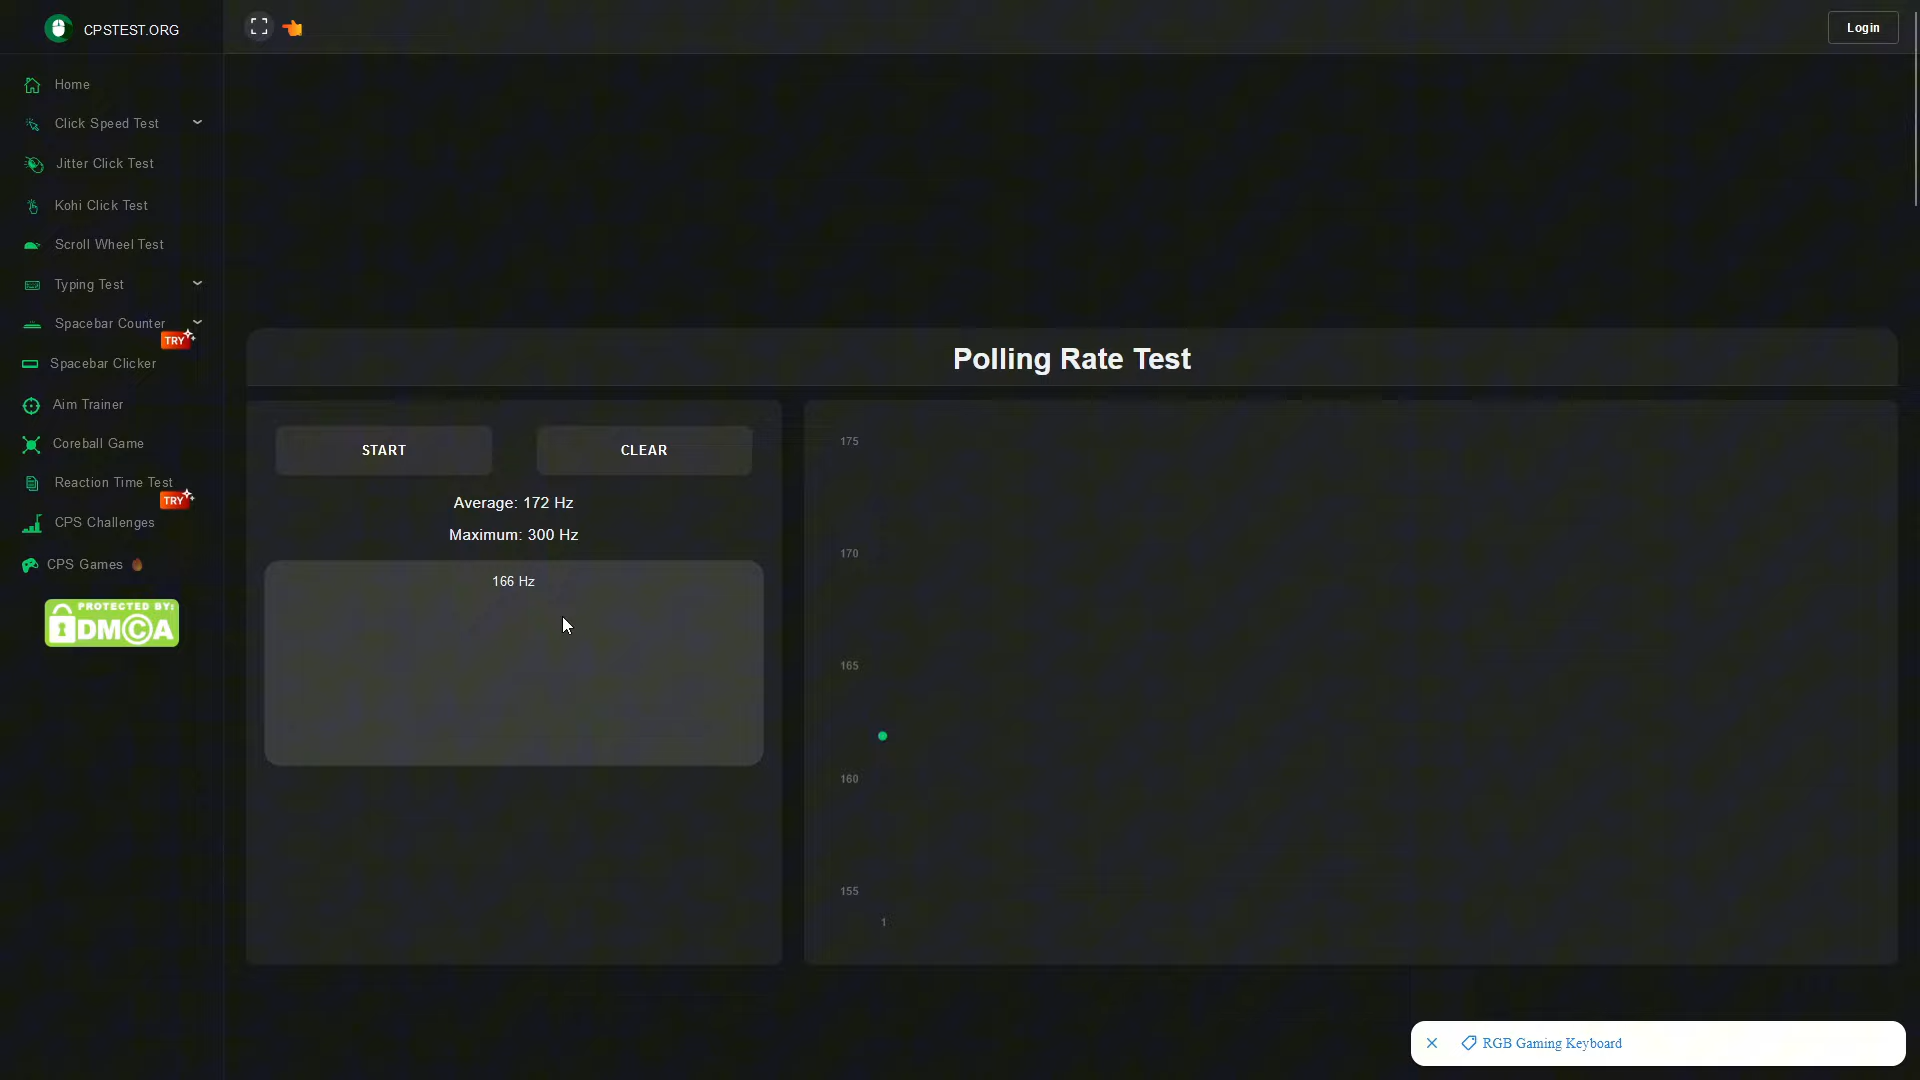 CPSTEST.ORG
Login
Home
Click Speed Test
Jitter Click Test
Kohi Click Test
Scroll Wheel Test
Typing Test
Spacebar Counter
TRY
Spacebar Clicker
Aim Trainer
Coreball Game
Reaction Time Test
TRY
CPS Challenges
CPS Games
PROTECTED BY:
DMCA
Polling Rate Test
START
CLEAR
Average: 172 Hz
Maximum: 300 Hz
166 Hz
175
170
165
160
155
1
RGB Gaming Keyboard